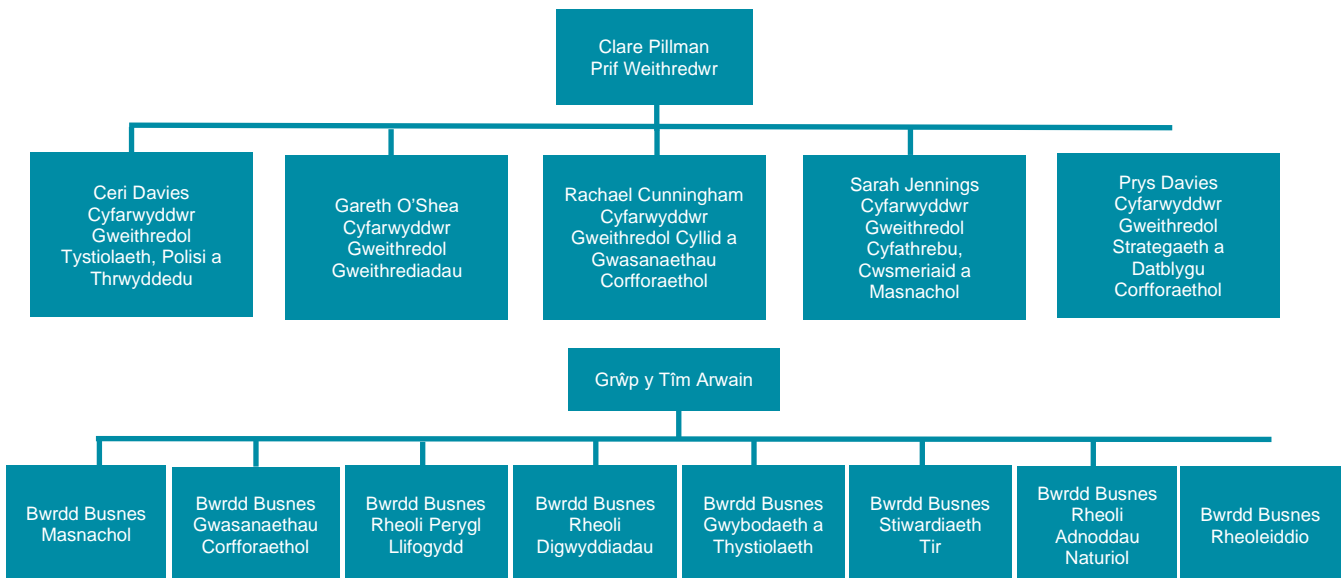 Clare Pillman
Prif Weithredwr
Ceri Davies
Cyfarwyddwr
Gweithredol
Tystiolaeth, Polisi a
Thrwyddedu
Gareth O'Shea
Cyfarwyddwr
Gweithredol
Gweithrediadau
Rachael Cunningham
Cyfarwyddwr
Gweithredol Cyllid a
Gwasanaethau
Corfforaethol
Sarah Jennings
Cyfarwyddwr
Gweithredol
Cyfathrebu,
Cwsmeriaid a
Masnachol
Prys Davies
Cyfarwyddwr
Gweithredol
Strategaeth a
Datblygu
Corfforaethol
Grŵp y Tîm Arwain
Bwrdd Busnes
Masnachol
Bwrdd Busnes
Gwasanaethau
Corfforaethol
Bwrdd Busnes
Rheoli Perygl
Llifogydd
Bwrdd Busnes
Rheoli
Digwyddiadau
Bwrdd Busnes
Gwybodaeth a
Thystiolaeth
Bwrdd Busnes
Stiwardiaeth
Tir
Bwrdd Busnes
Rheoli
Adnoddau
Naturiol
Bwrdd Busnes
Rheoleiddio